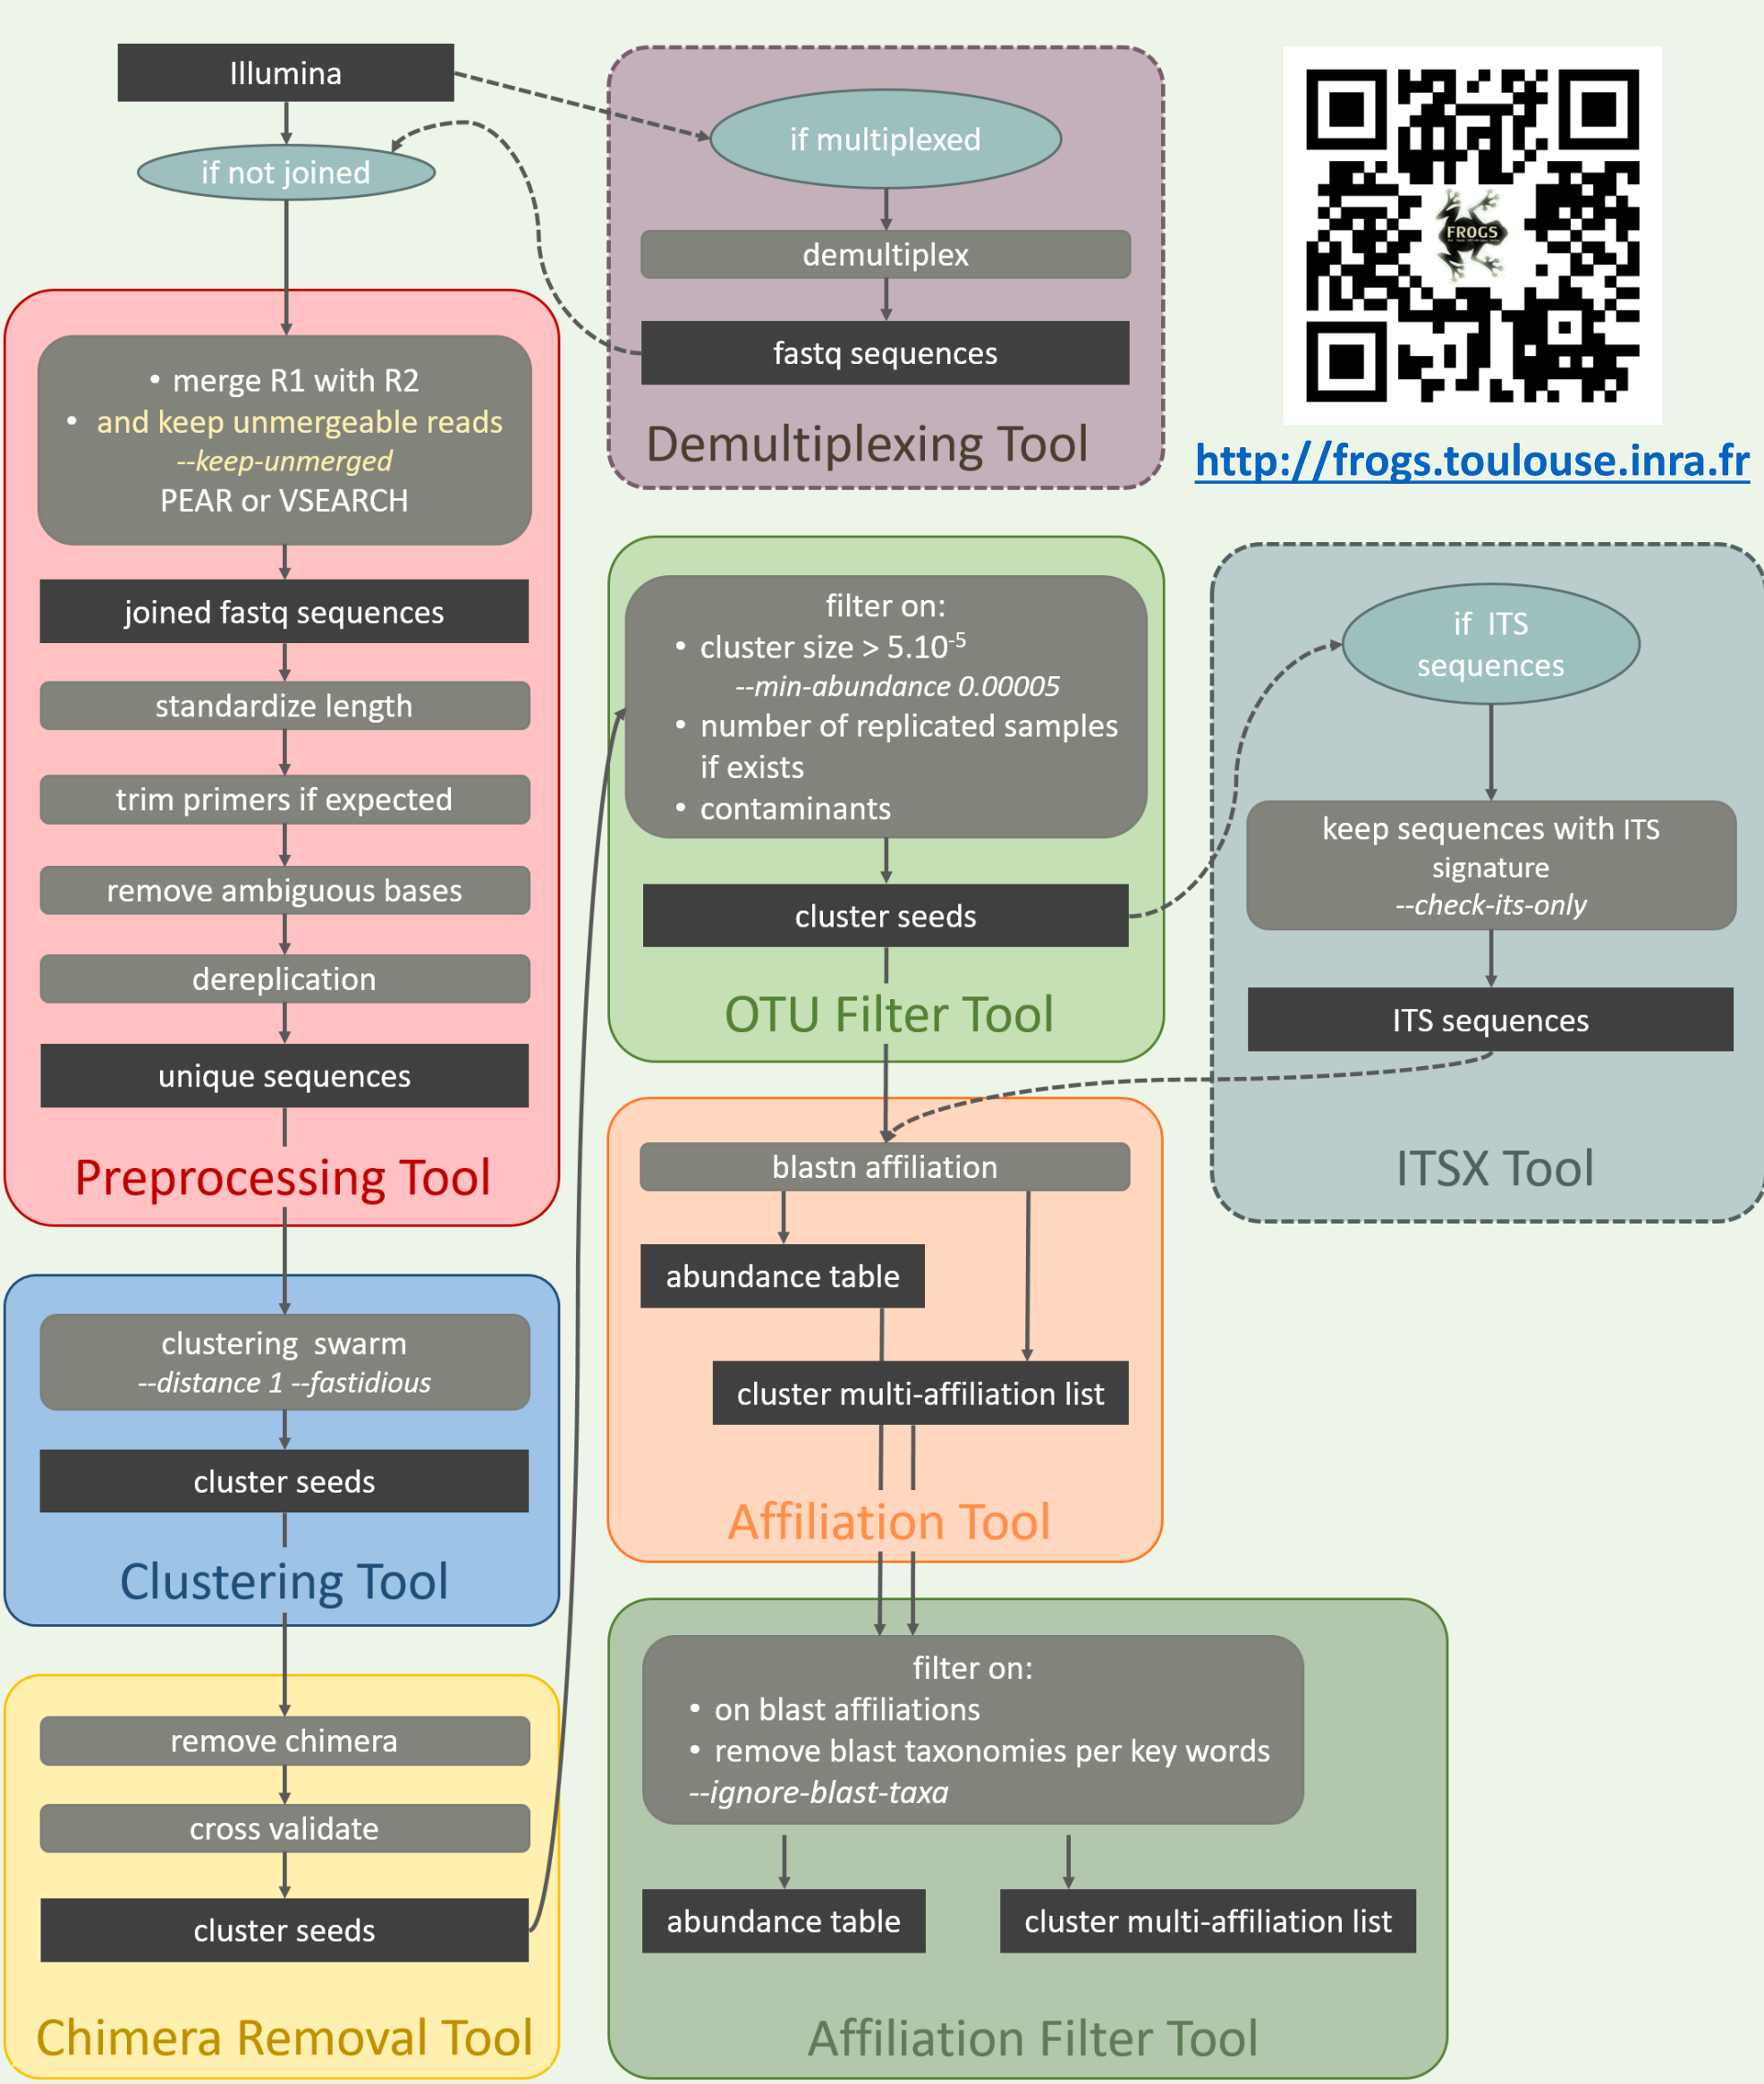 Illumina
if not joined
• merge R1 with R2
• and keep unmergeable reads
--keep-unmerged
PEAR or VSEARCH
joined fastq sequences
standardize length
trim primers if expected
remove ambiguous bases
dereplication
unique sequences
Preprocessing Tool
clustering swarm
--distance 1 --fastidious
cluster seeds
Clustering Tool
remove chimera
cross validate
cluster seeds
Chimera Removal Tool
if multiplexed
demultiplex
fastq sequences
Demultiplexing Tool
FROGS
http://frogs.toulouse.inra.fr
filter on:
• cluster size > 5.10⁻⁵
--min-abundance 0.00005
• number of replicated samples
if exists
• contaminants
cluster seeds
OTU Filter Tool
if ITS
sequences
keep sequences with ITS
signature
--check-its-only
ITS sequences
ITSX Tool
blastn affiliation
abundance table
cluster multi-affiliation list
Affiliation Tool
filter on:
• on blast affiliations
• remove blast taxonomies per key words
--ignore-blast-taxa
abundance table
cluster multi-affiliation list
Affiliation Filter Tool